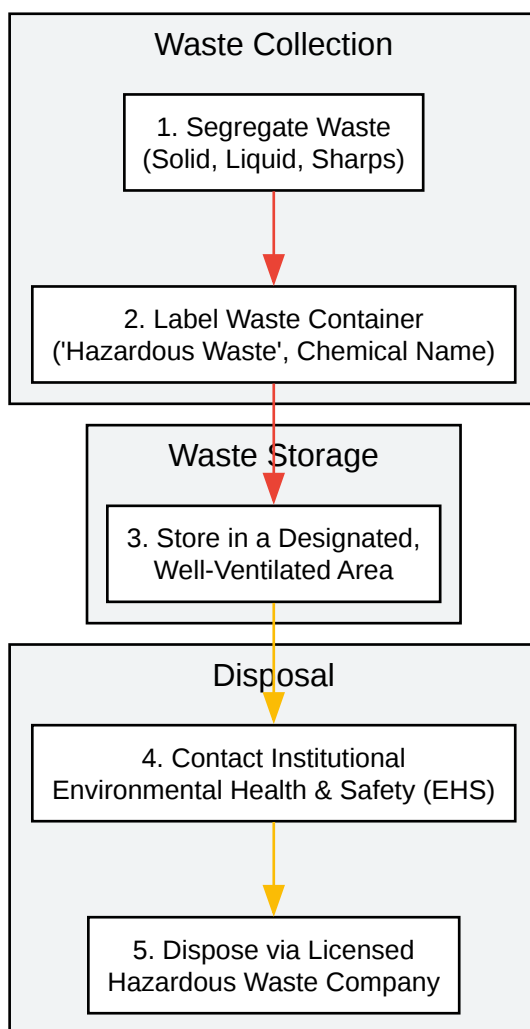 Waste Collection
1. Segregate Waste
(Solid, Liquid, Sharps)
2. Label Waste Container
('Hazardous Waste', Chemical Name)
Waste Storage
3. Store in a Designated,
Well-Ventilated Area
Disposal
4. Contact Institutional
Environmental Health & Safety (EHS)
5. Dispose via Licensed
Hazardous Waste Company